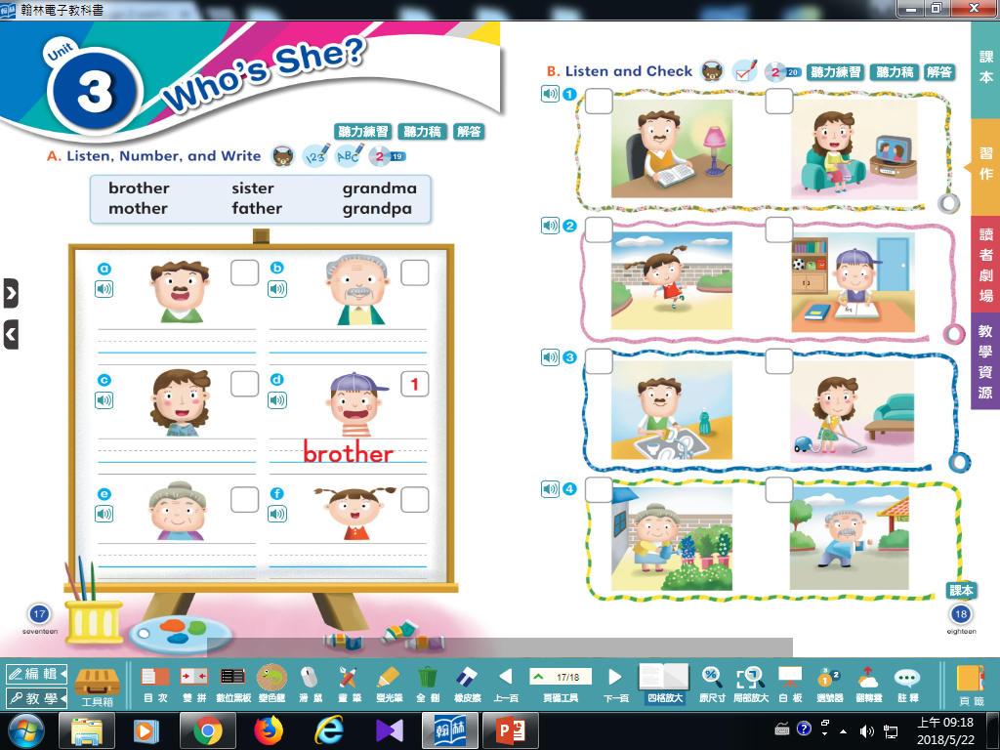 翰林電子教科書
Unit
3
Who's She?
聽力練習 聽力稿 解答
A. Listen, Number, and Write 123 ABC 2 19
brother sister grandma
mother father grandpa
a b
c d 1
brother
e f
17
seventeen
B. Listen and Check 2 20 聽力練習 聽力稿 解答
1
2
3
4
課本
18
eighteen
課本
習作
讀者劇場
教學資源
編輯
教學
工具箱
目次 雙拼 數位黑板 變色龍 滑鼠 畫筆 螢光筆 全刪 橡皮擦 上一頁 17/18 頁碼工具 下一頁 四格放大 原尺寸 局部放大 白板 選號器 翻轉雲 註釋 頁籤
翰林
上午 09:18
2018/5/22